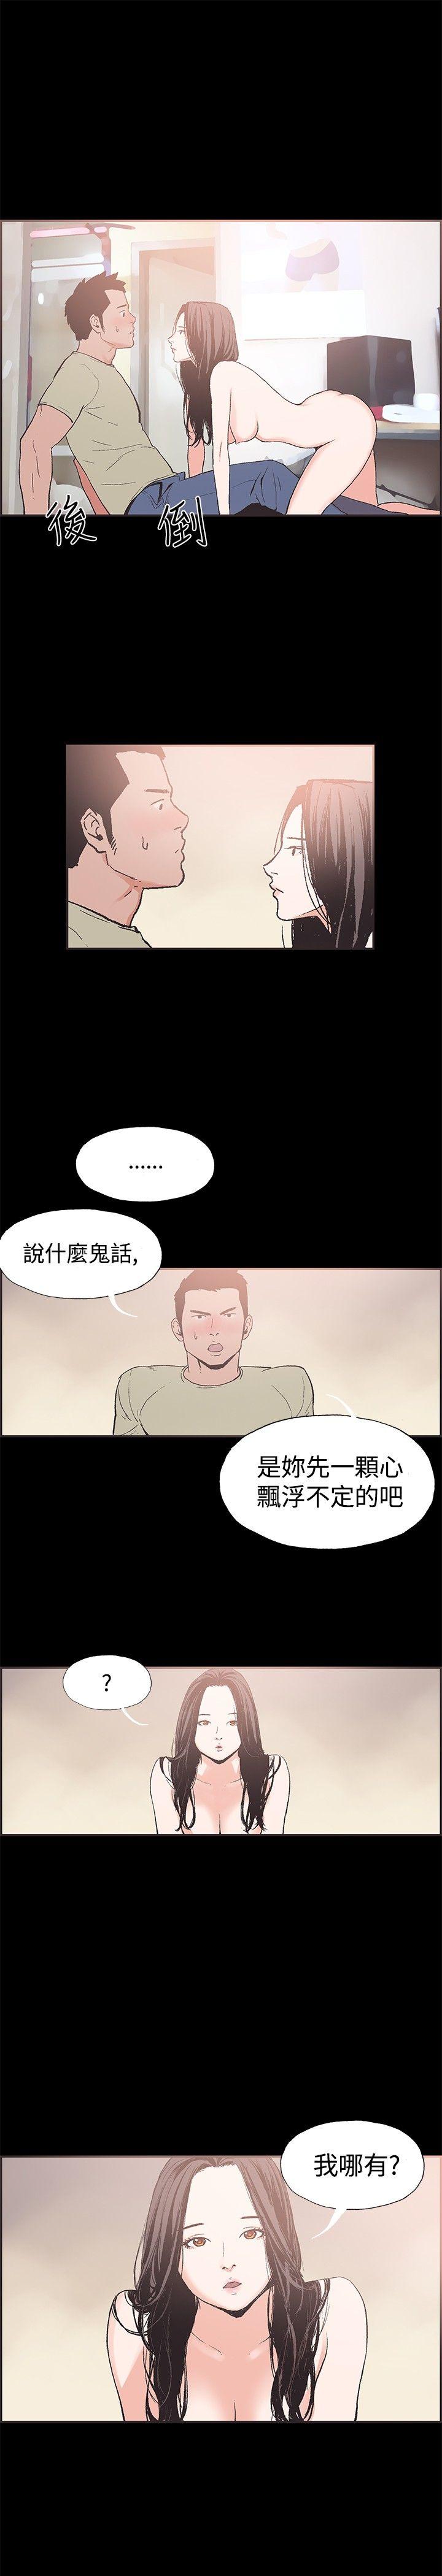 後 倒
......
說什麼鬼話,
是妳先一顆心
飄浮不定的吧
?
我哪有?